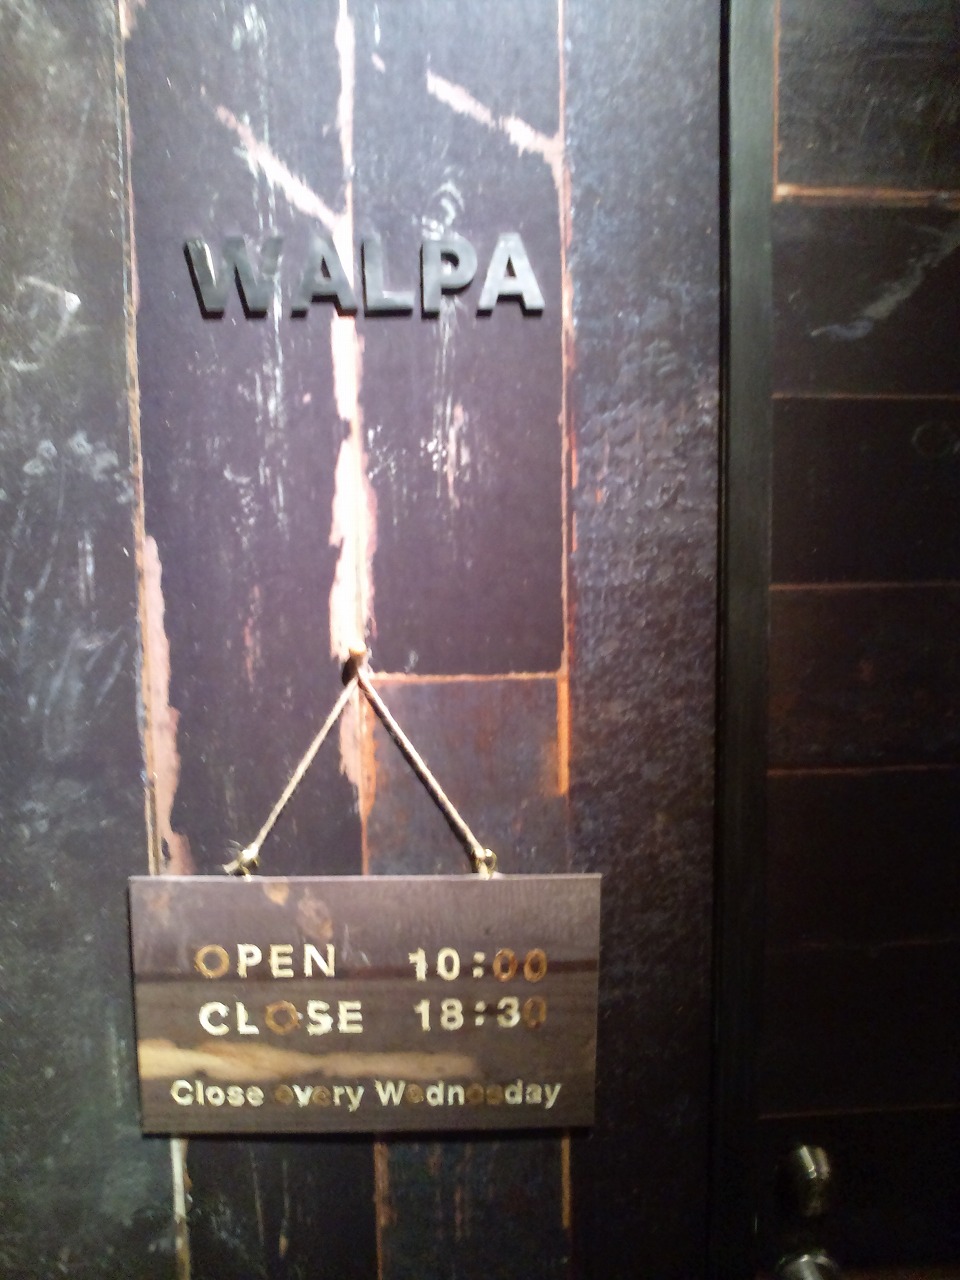 WALPA
OPEN 10:00
CLOSE 18:30
Close every Wednesday